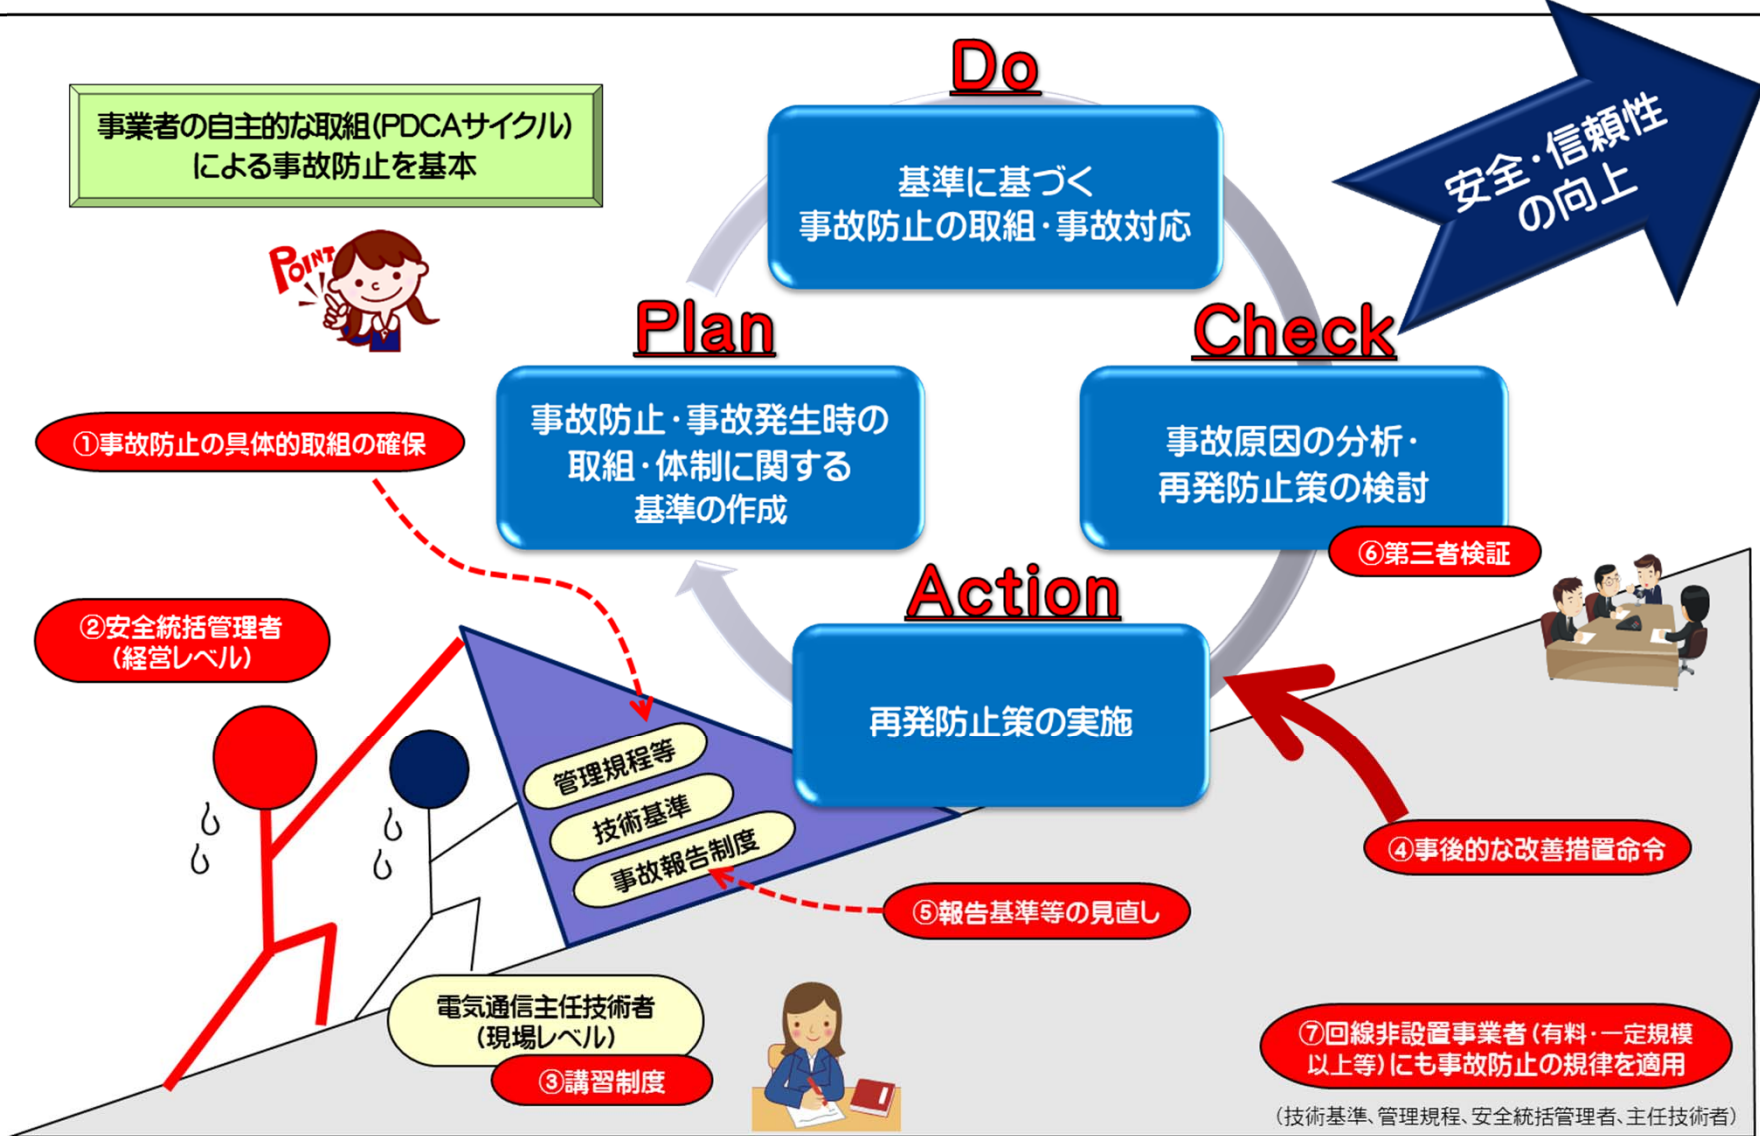 事業者の自主的な取組(PDCAサイクル)
による事故防止を基本
POINT
Do
基準に基づく
事故防止の取組・事故対応
安全・信頼性
の向上
Plan
事故防止・事故発生時の
取組・体制に関する
基準の作成
Check
事故原因の分析・
再発防止策の検討
⑥第三者検証
Action
再発防止策の実施
①事故防止の具体的取組の確保
②安全統括管理者
(経営レベル)
管理規程等
技術基準
事故報告制度
④事後的な改善措置命令
⑤報告基準等の見直し
電気通信主任技術者
(現場レベル)
③講習制度
⑦回線非設置事業者(有料・一定規模
以上等)にも事故防止の規律を適用
(技術基準、管理規程、安全統括管理者、主任技術者)